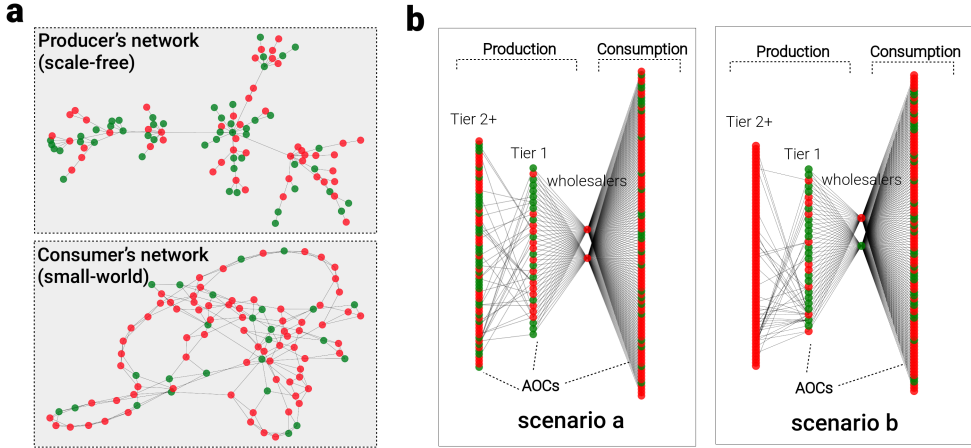 a
Producer's network
(scale-free)
Consumer's network
(small-world)
b
Production
Consumption
Tier 2+
Tier 1
wholesalers
AOCs
scenario a
Production
Consumption
Tier 2+
Tier 1
wholesalers
AOCs
scenario b